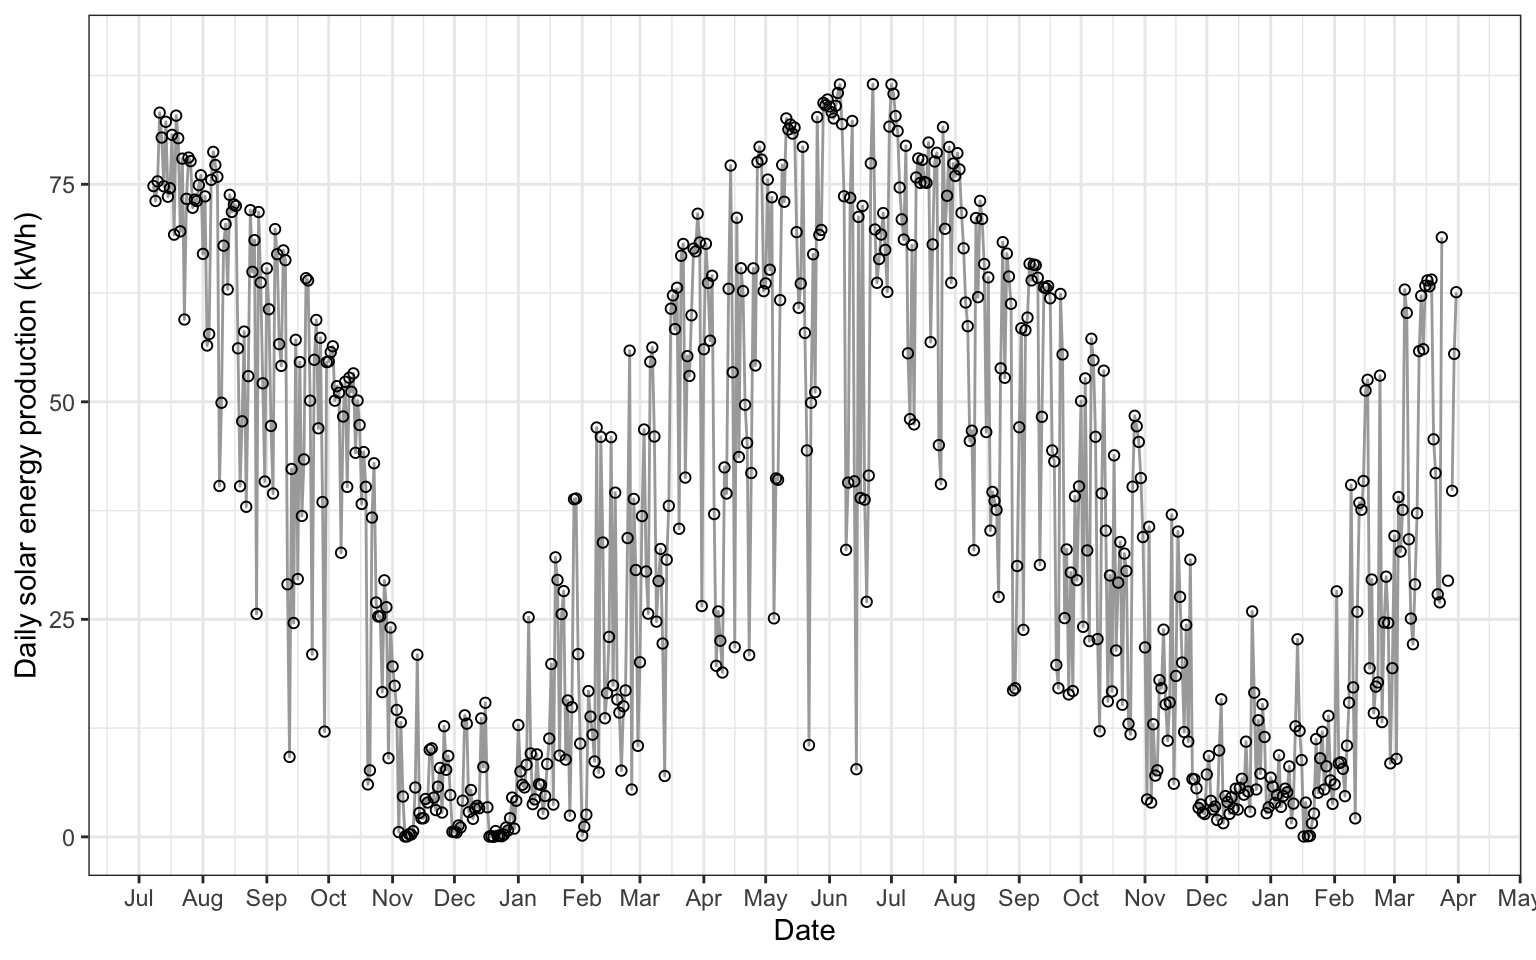 Daily solar energy production (kWh)
75
50
25
0
Jul Aug Sep Oct Nov Dec Jan Feb Mar Apr May Jun Jul Aug Sep Oct Nov Dec Jan Feb Mar Apr May
Date